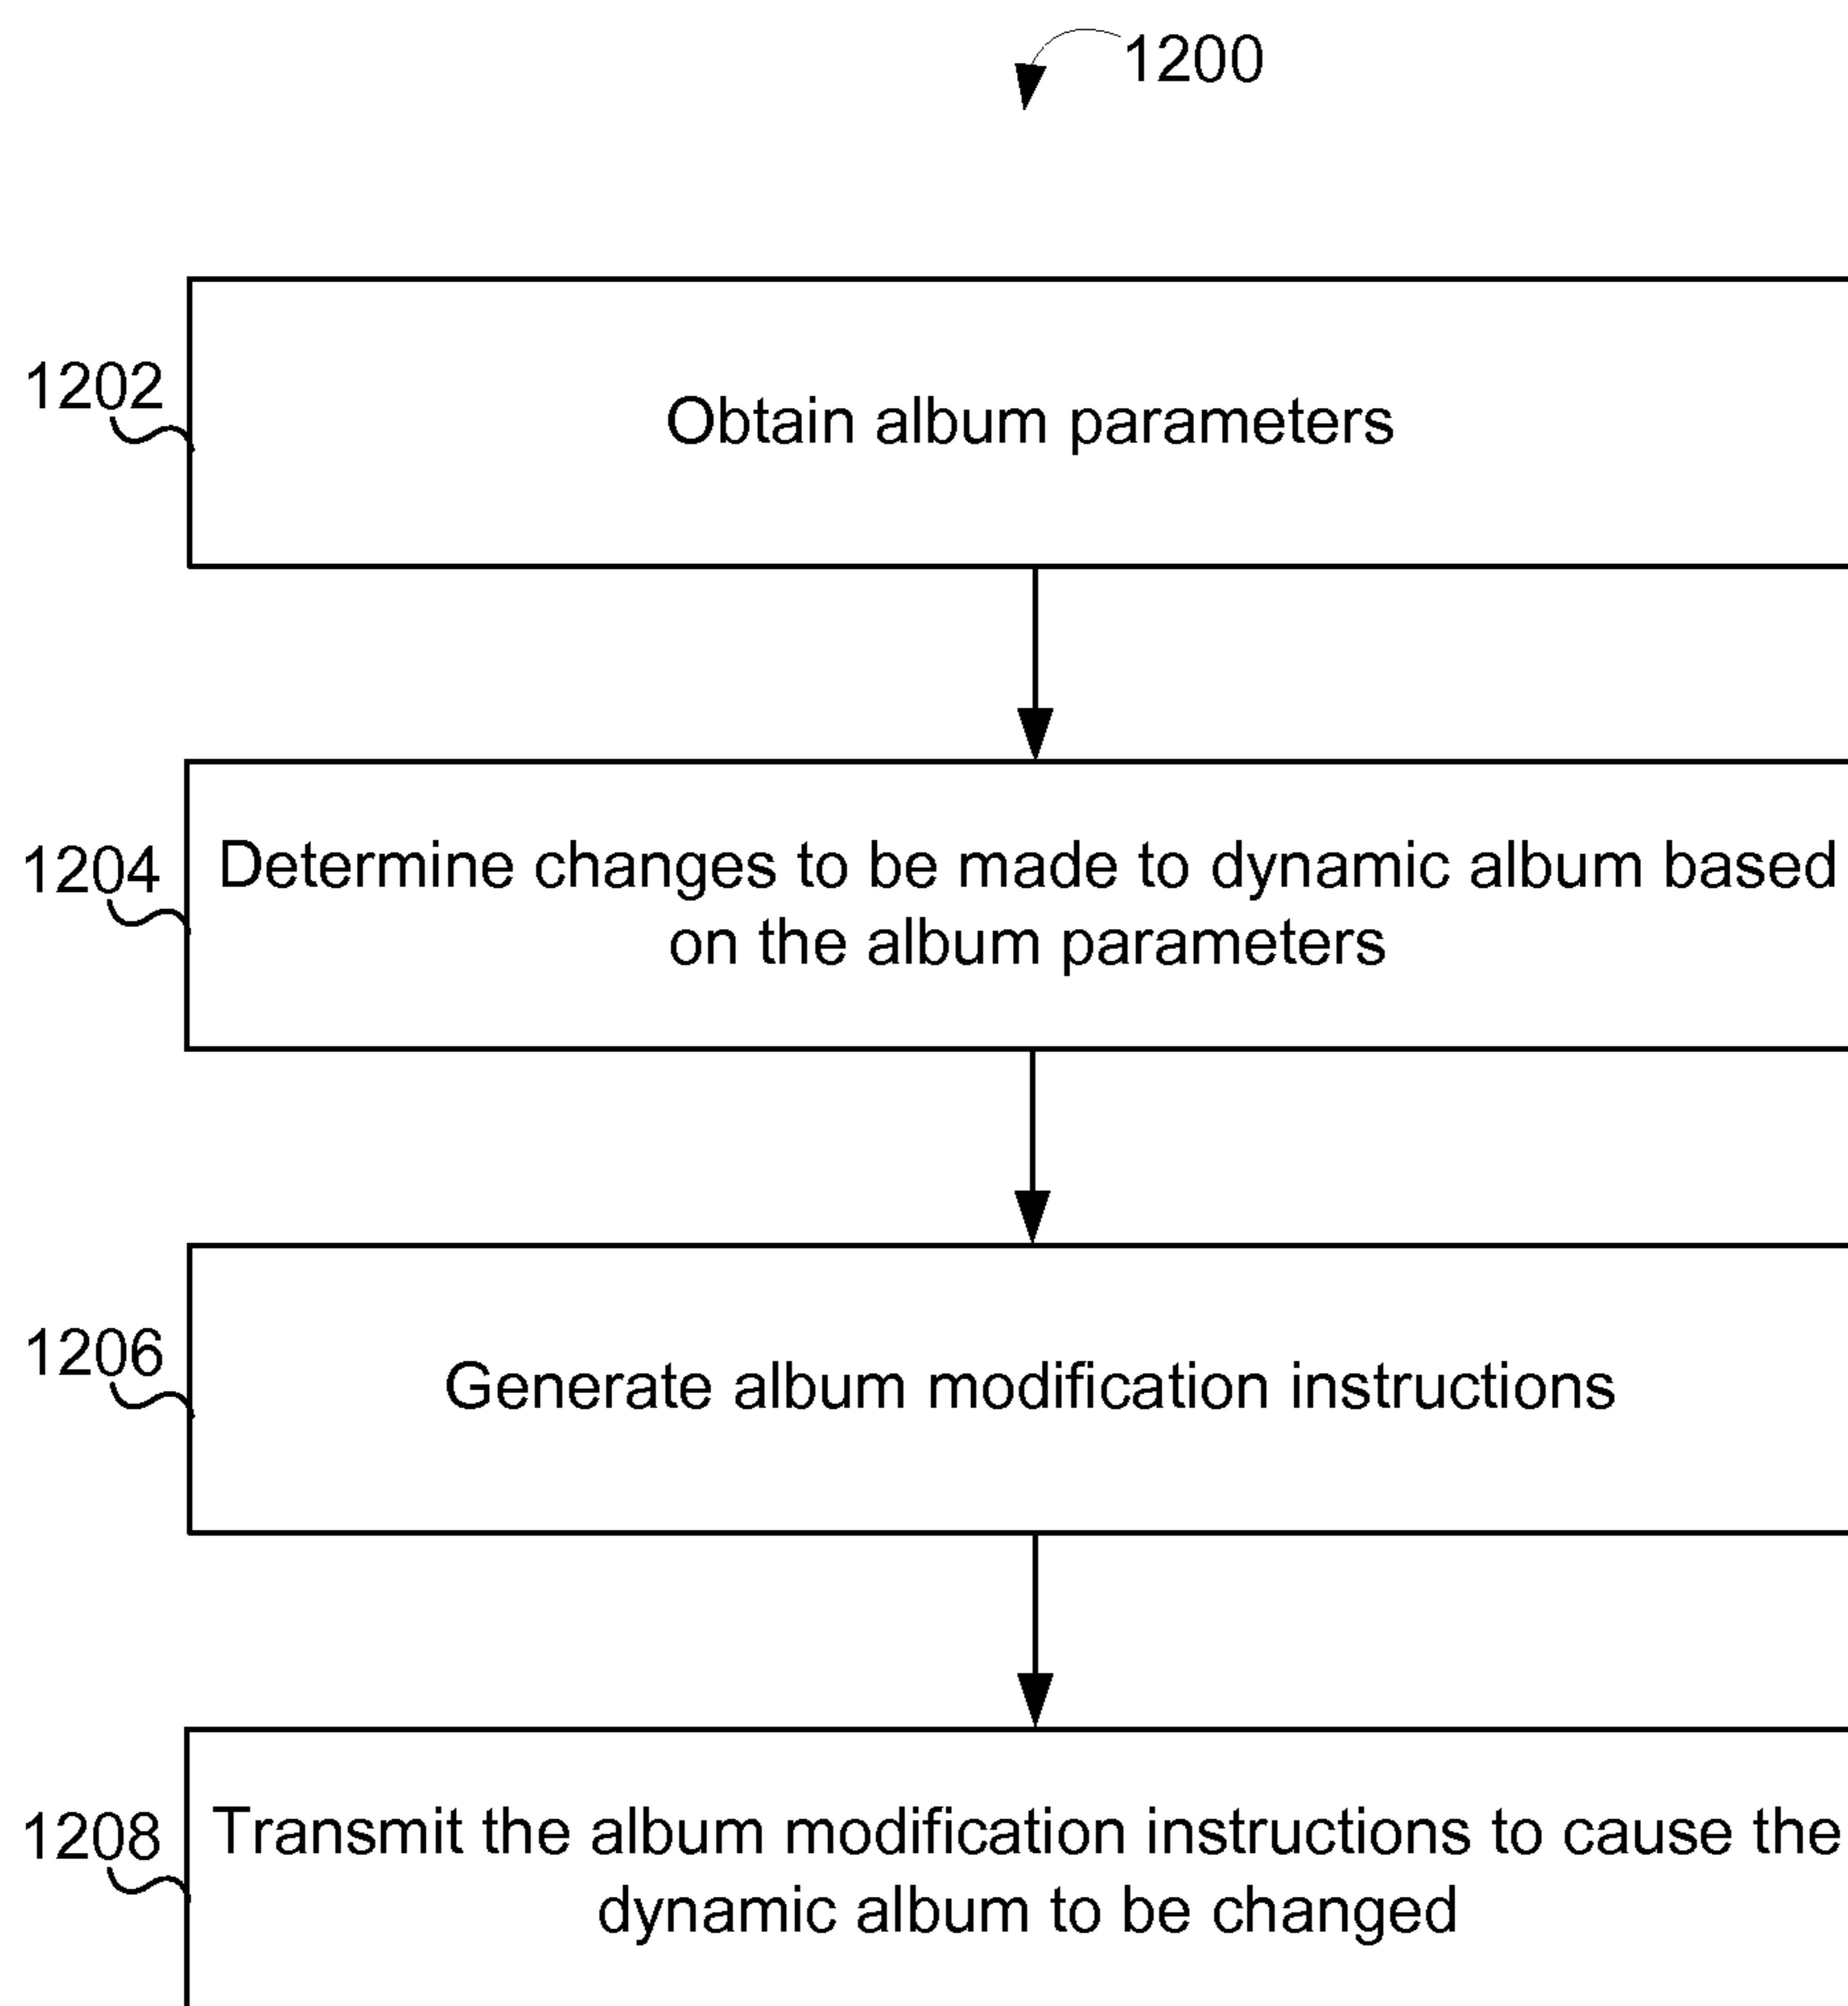 1200
1202
Obtain album parameters
1204
Determine changes to be made to dynamic album based
on the album parameters
1206
Generate album modification instructions
1208
Transmit the album modification instructions to cause the
dynamic album to be changed